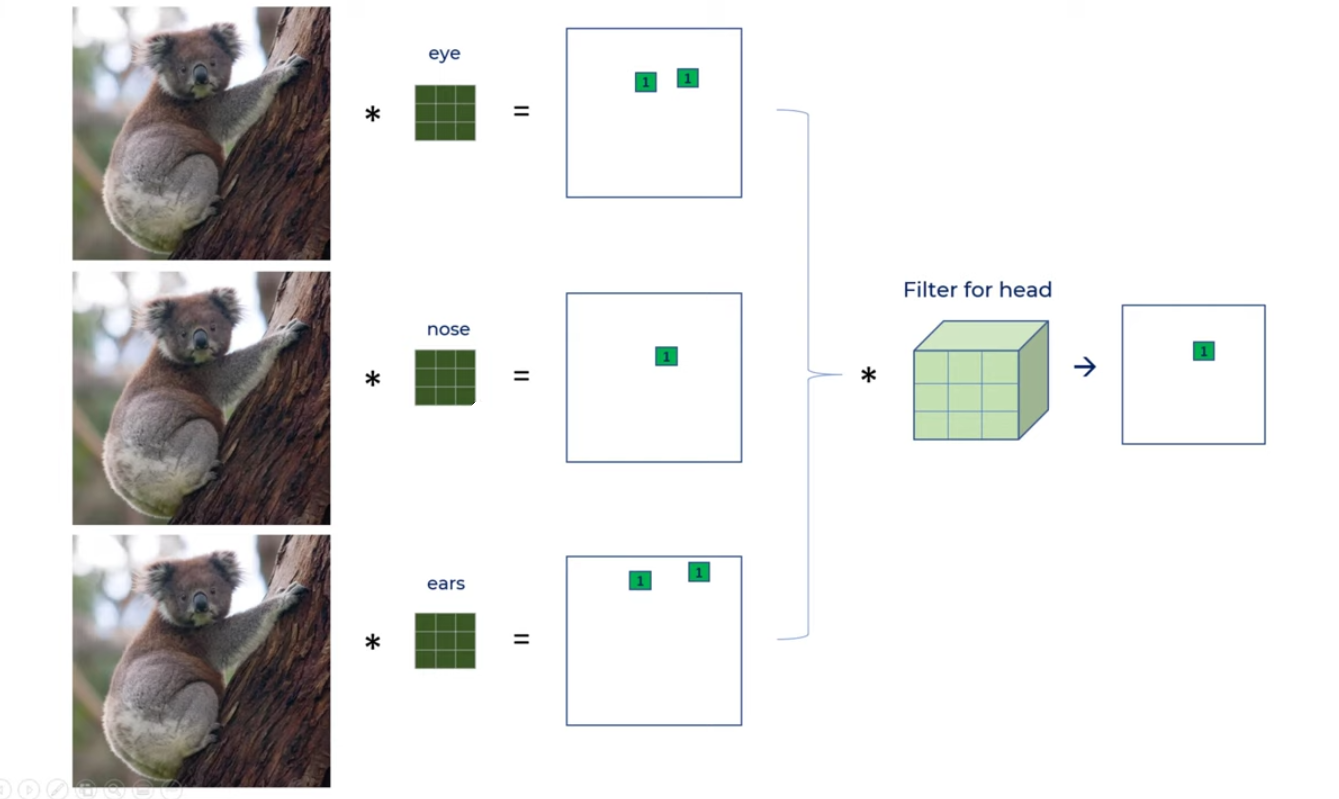 eye
* = 1 1
nose
* = 1
ears
* = 1 1
Filter for head
* → 1